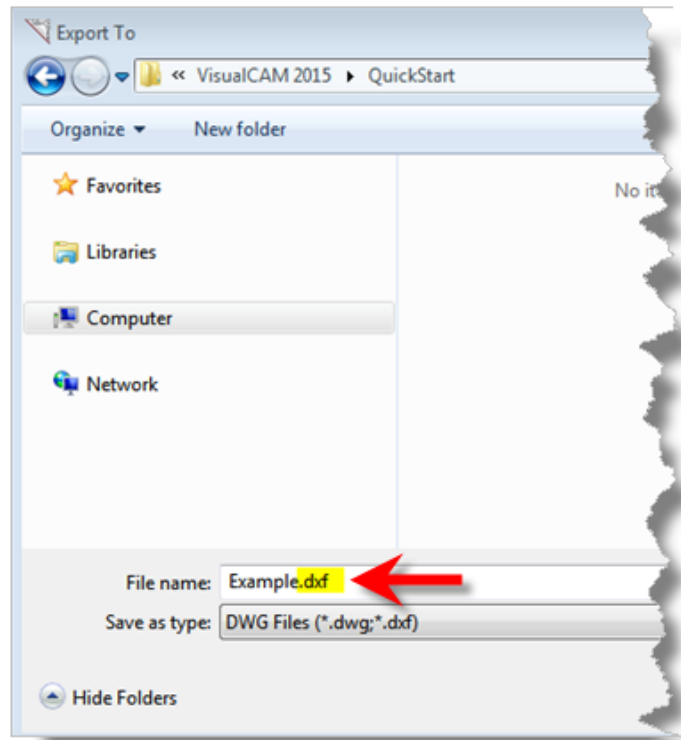 Export To
« VisualCAM 2015 ▸ QuickStart
Organize ▾ New folder
Favorites
No
Libraries
Computer
Network
File name: Example.dxf
Save as type: DWG Files (*.dwg;*.dxf)
Hide Folders